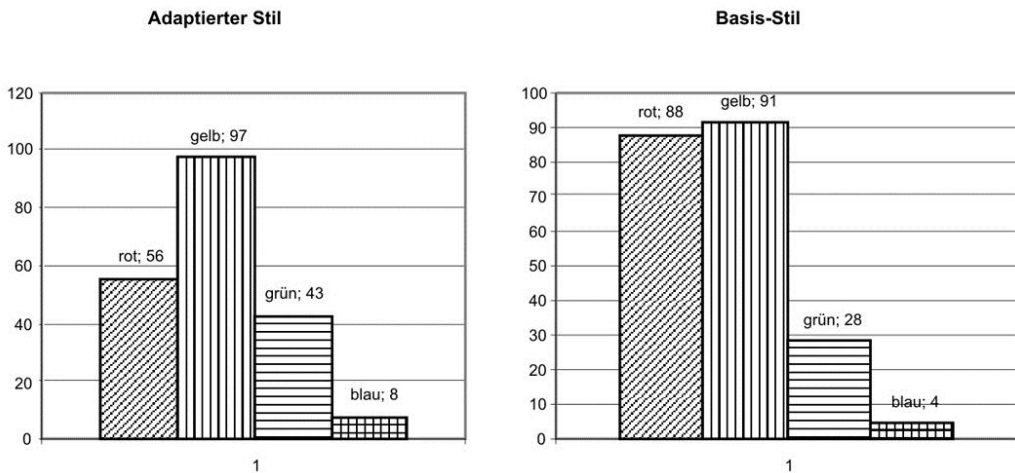 Adaptierter Stil
120
100
80
60
40
20
0
rot; 56
gelb; 97
grün; 43
blau; 8
1
Basis-Stil
100
90
80
70
60
50
40
30
20
10
0
rot; 88
gelb; 91
grün; 28
blau; 4
1